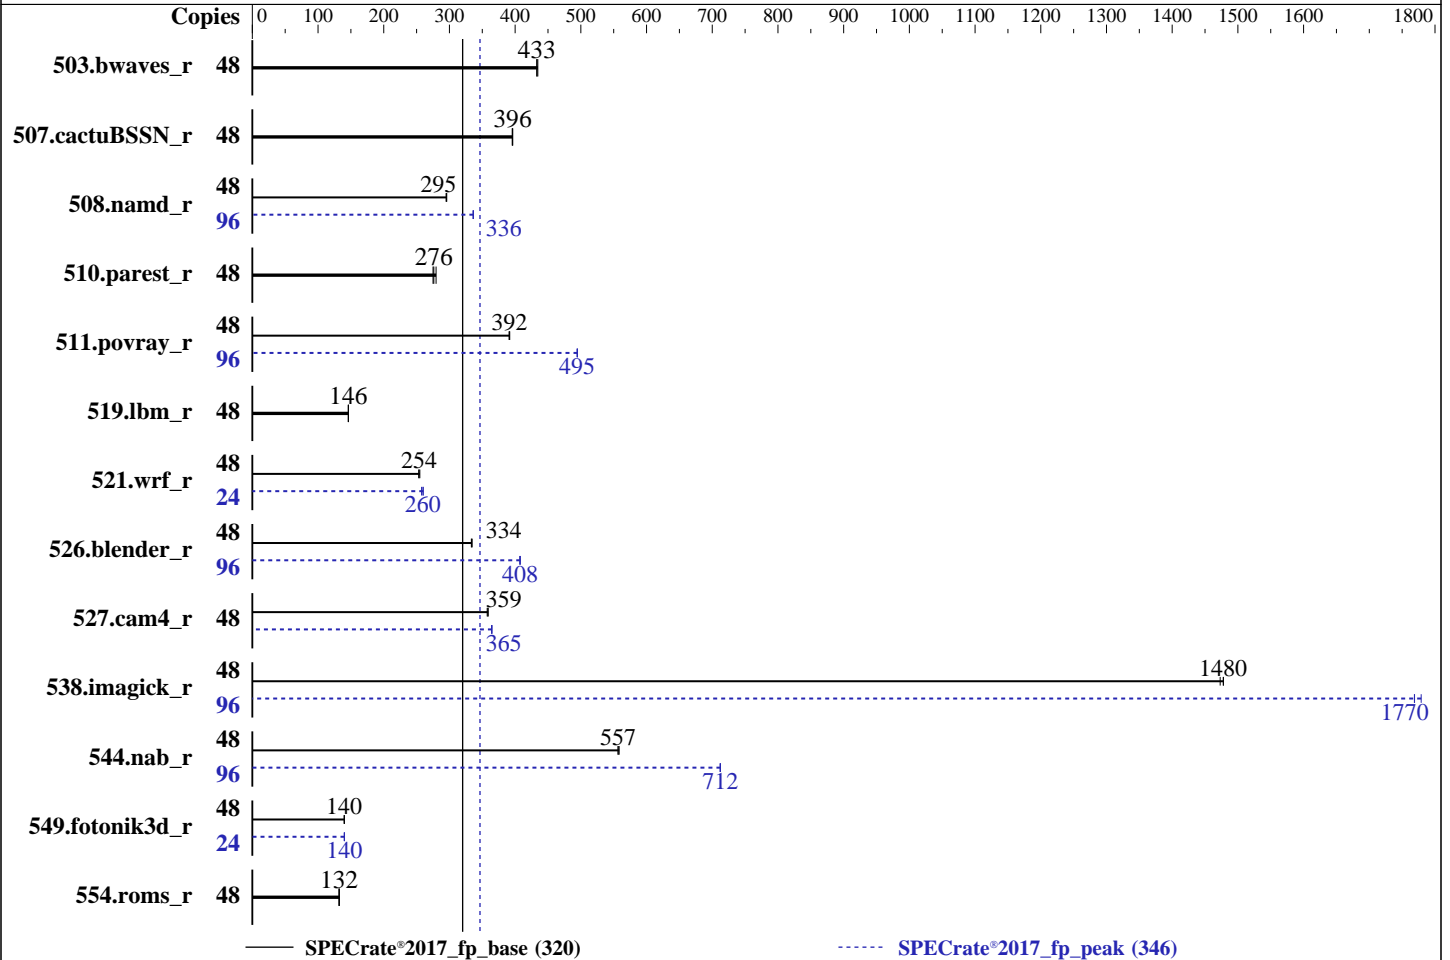 Copies 0 100 200 300 400 500 600 700 800 900 1000 1100 1200 1300 1400 1500 1600 1800
503.bwaves_r 48 433
507.cactuBSSN_r 48 396
508.namd_r 48 295
96 336
510.parest_r 48 276
511.povray_r 48 392
96 495
519.lbm_r 48 146
521.wrf_r 48 254
24 260
526.blender_r 48 334
96 408
527.cam4_r 48 359
365
538.imagick_r 48 1480
96 1770
544.nab_r 48 557
96 712
549.fotonik3d_r 48 140
24 140
554.roms_r 48 132
SPECrate®2017_fp_base (320) SPECrate®2017_fp_peak (346)